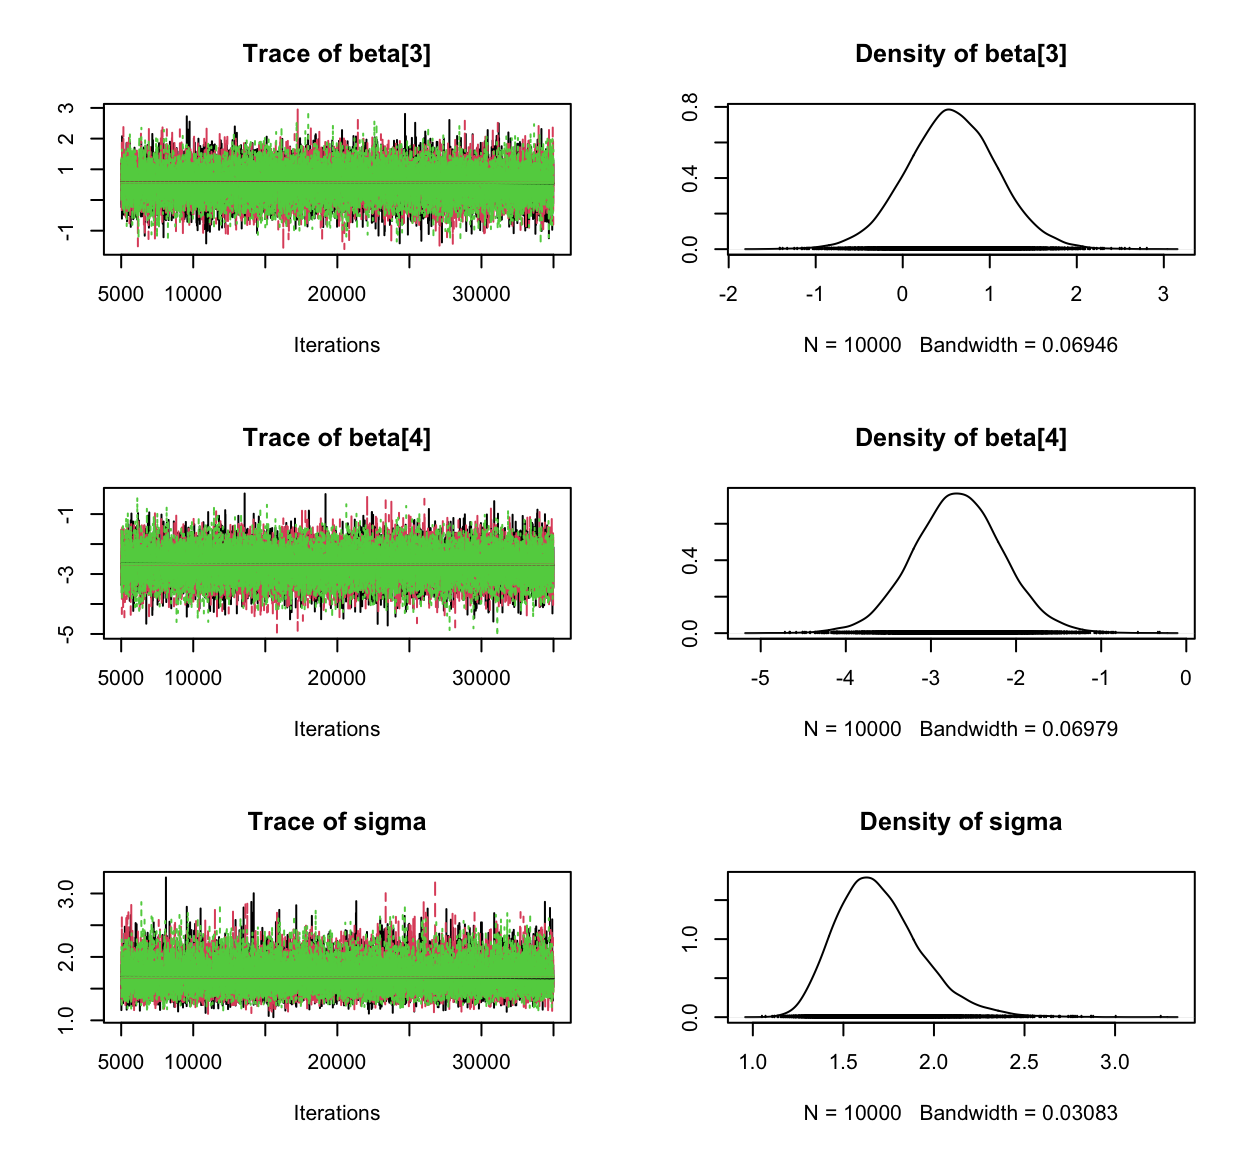 Trace of beta[3]
3
2
1
-1
5000 10000 20000 30000
Iterations
Density of beta[3]
0.8
0.4
0.0
-2 -1 0 1 2 3
N = 10000 Bandwidth = 0.06946
Trace of beta[4]
-1
-3
-5
5000 10000 20000 30000
Iterations
Density of beta[4]
0.4
0.0
-5 -4 -3 -2 -1 0
N = 10000 Bandwidth = 0.06979
Trace of sigma
3.0
2.0
1.0
5000 10000 20000 30000
Iterations
Density of sigma
1.0
0.0
1.0 1.5 2.0 2.5 3.0
N = 10000 Bandwidth = 0.03083